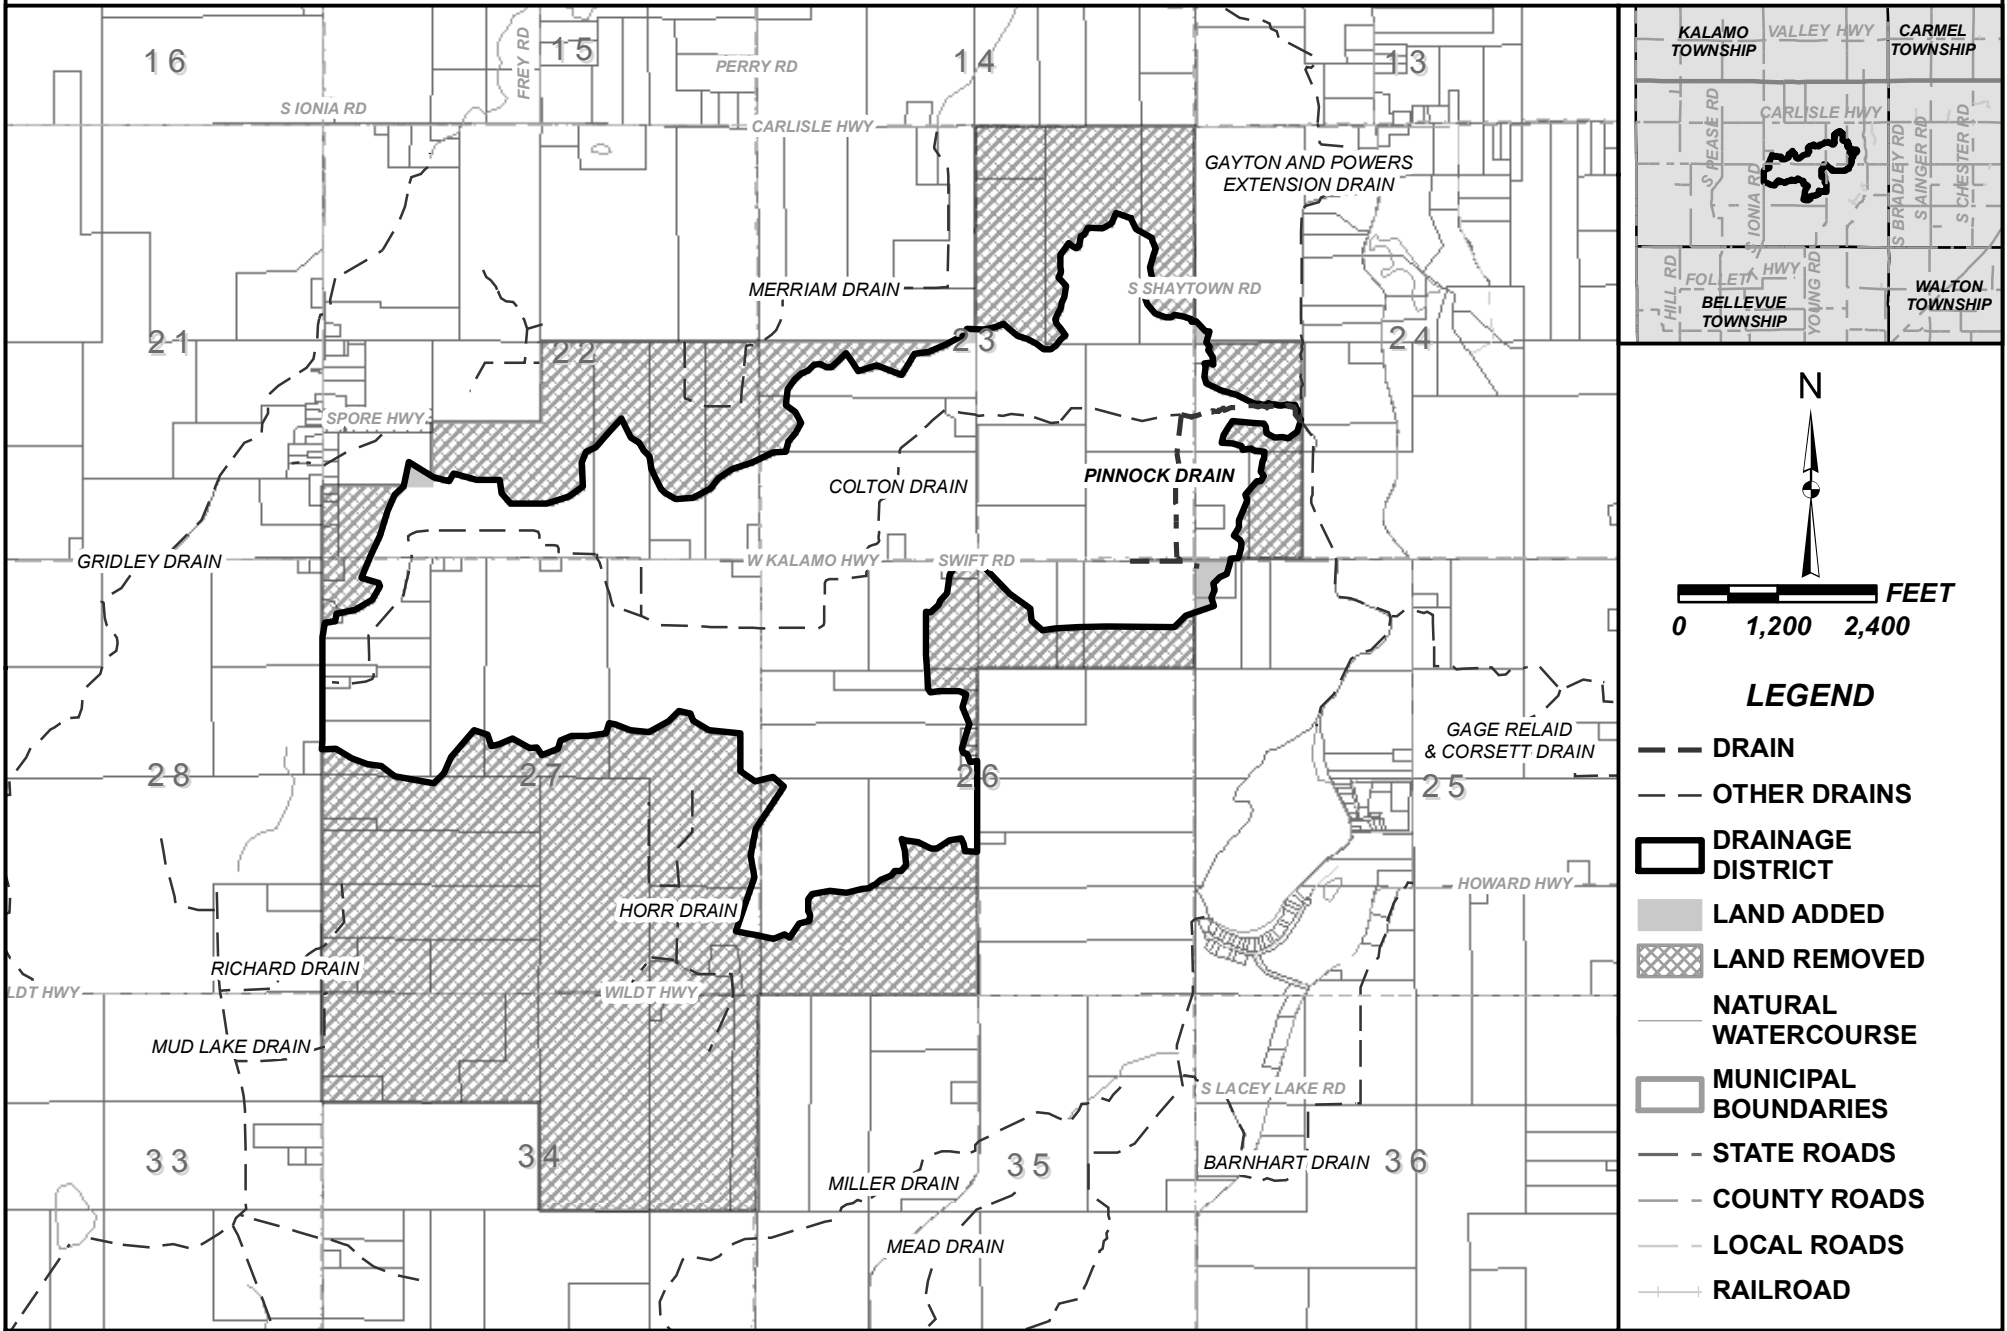 16
FREY RD
15
PERRY RD
14
13
S IONIA RD
CARLISLE HWY
GAYTON AND POWERS
EXTENSION DRAIN
MERRIAM DRAIN
S SHAYTOWN RD
21
22
23
24
SPORE HWY
PINNOCK DRAIN
COLTON DRAIN
GRIDLEY DRAIN
W KALAMO HWY
SWIFT RD
GAGE RELAID
& CORSETT DRAIN
28
27
26
25
HOWARD HWY
HORR DRAIN
RICHARD DRAIN
LDT HWY
WILDT HWY
MUD LAKE DRAIN
S LACEY LAKE RD
33
34
35
BARNHART DRAIN
36
MILLER DRAIN
MEAD DRAIN
KALAMO
TOWNSHIP
VALLEY HWY
CARMEL
TOWNSHIP
S PEASE RD
CARLISLE HWY
S IONIA RD
S BRADLEY RD
S AINGER RD
S CHESTER RD
HILL RD
FOLLETT HWY
YOUNG RD
BELLEVUE
TOWNSHIP
WALTON
TOWNSHIP
N
FEET
0 1,200 2,400
LEGEND
DRAIN
OTHER DRAINS
DRAINAGE
DISTRICT
LAND ADDED
LAND REMOVED
NATURAL
WATERCOURSE
MUNICIPAL
BOUNDARIES
STATE ROADS
COUNTY ROADS
LOCAL ROADS
RAILROAD